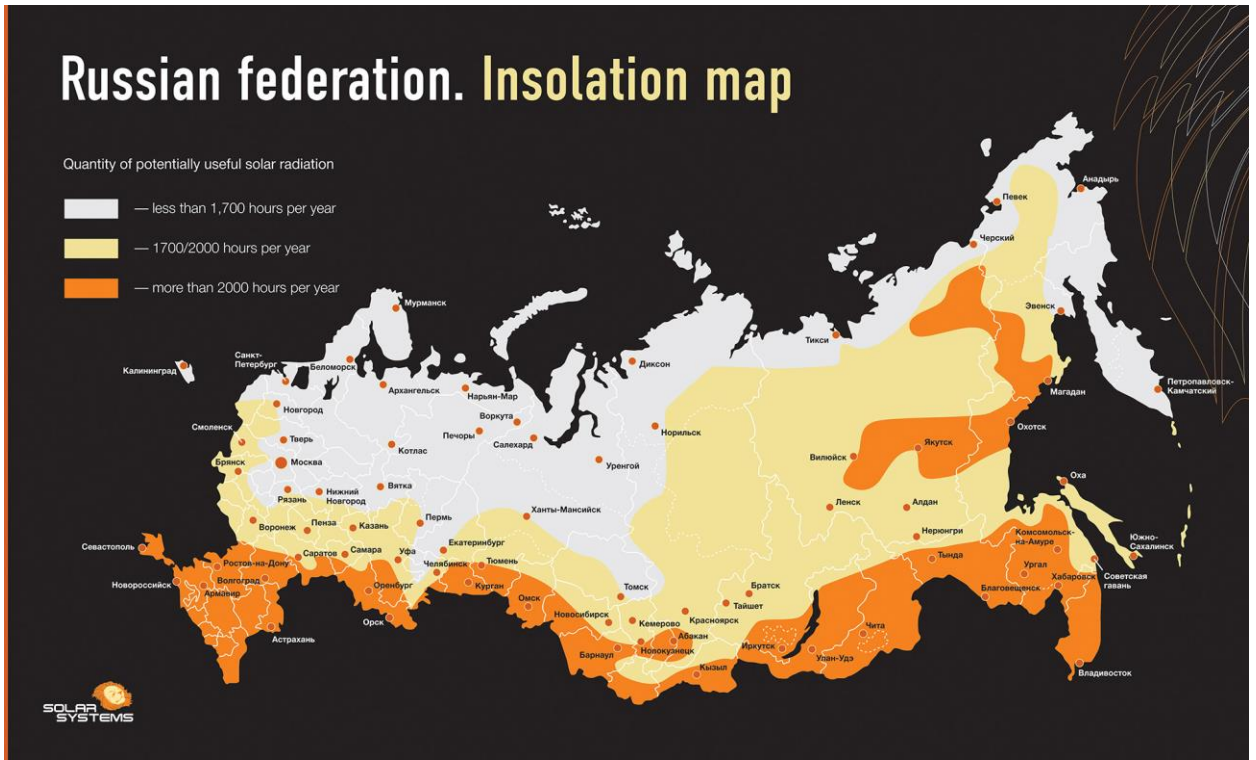 Russian federation. Insolation map
Quantity of potentially useful solar radiation
— less than 1,700 hours per year
— 1700/2000 hours per year
— more than 2000 hours per year
Анадырь
Певек
Черский
Эвенск
Мурманск
Тикси
Санкт-
Петербург
Беломорск
Калининград
Диксон
Архангельск
Нарьян-Мар
Петропавловск-
Камчатский
Магадан
Новгород
Воркута
Охотск
Смоленск
Норильск
Тверь
Котлас
Печоры
Салехард
Якутск
Вилюйск
Брянск
Москва
Уренгой
Оха
Рязань
Нижний
Новгород
Вятка
Ленск
Алдан
Ханты-Мансийск
Воронеж
Пенза
Казань
Пермь
Нерюнгри
Комсомольск-
на-Амуре
Южно-
Сахалинск
Севастополь
Екатеринбург
Саратов
Самара
Уфа
Тюмень
Тында
Ростов-на-Дону
Челябинск
Ургал
Советская
гавань
Новороссийск
Волгоград
Оренбург
Курган
Братск
Хабаровск
Армавир
Томск
Благовещенск
Омск
Тайшет
Новосибирск
Кемерово
Красноярск
Орск
Чита
Астрахань
Абакан
Иркутск
Барнаул
Нолокузнецк
Улан-Удэ
Кызыл
Владивосток
SOLAR
SYSTEMS